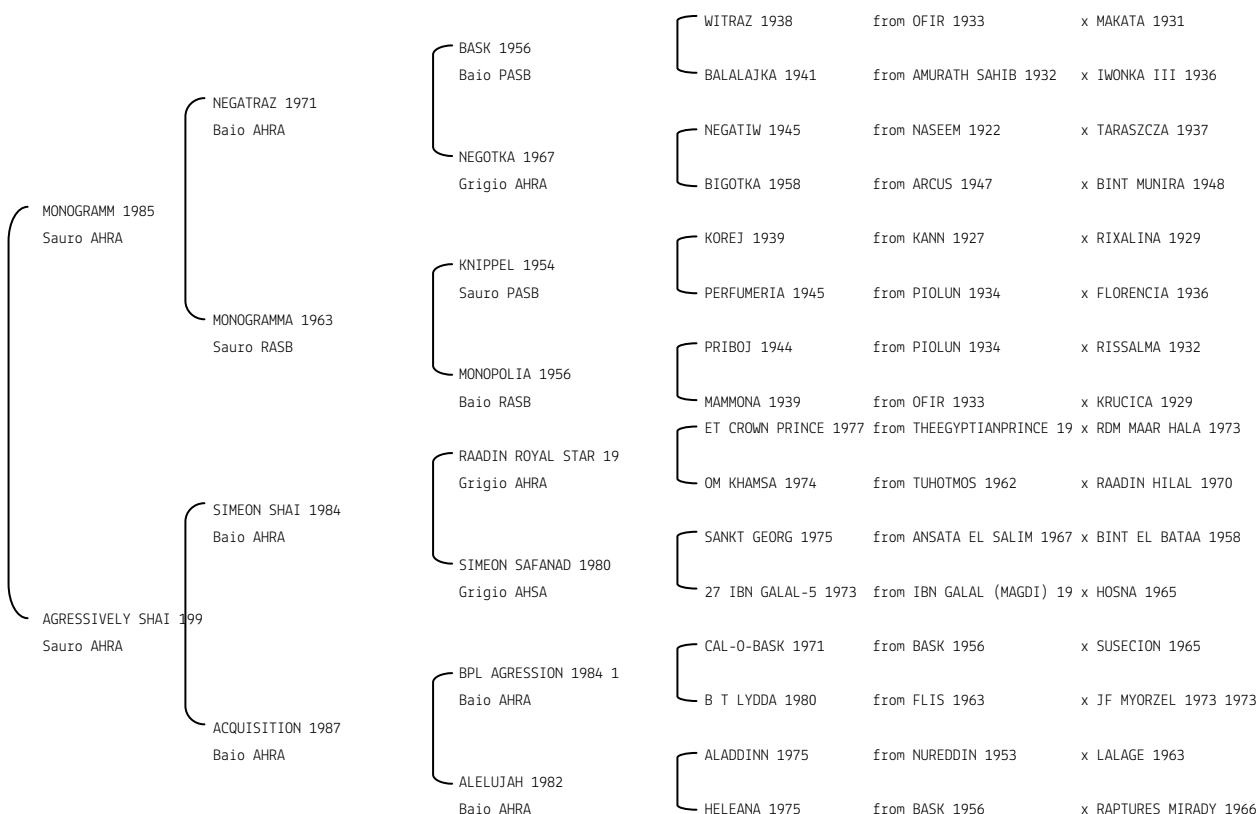 WITRAZ 1938 from OFIR 1933 x MAKATA 1931
BASK 1956
Baio PASB
BALALAJKA 1941 from AMURATH SAHIB 1932 x IWONKA III 1936
NEGATRAZ 1971
Baio AHRA
NEGATIW 1945 from NASEEM 1922 x TARASZCZA 1937
NEGOTKA 1967
Grigio AHRA
BIGOTKA 1958 from ARCUS 1947 x BINT MUNIRA 1948
MONOGRAMM 1985
Sauro AHRA
KOREJ 1939 from KANN 1927 x RIXALINA 1929
KNIPPEL 1954
Sauro PASB
PERFUMERIA 1945 from PIOLUN 1934 x FLORENCIA 1936
MONOGRAMMA 1963
Sauro RASB
PRIBOJ 1944 from PIOLUN 1934 x RISSALMA 1932
MONOPOLIA 1956
Baio RASB
MAMMONA 1939 from OFIR 1933 x KRUCICA 1929
ET CROWN PRINCE 1977 from THEEGYPTIANPRINCE 19 x RDM MAAR HALA 1973
RAADIN ROYAL STAR 19
Grigio AHRA
OM KHAMSA 1974 from TUHOTMOS 1962 x RAADIN HILAL 1970
SIMEON SHAI 1984
Baio AHRA
SANKT GEORG 1975 from ANSATA EL SALIM 1967 x BINT EL BATAA 1958
SIMEON SAFANAD 1980
Grigio AHSA
27 IBN GALAL-5 1973 from IBN GALAL (MAGDI) 19 x HOSNA 1965
AGRESSIVELY SHAI 199
Sauro AHRA
CAL-O-BASK 1971 from BASK 1956 x SUSECION 1965
BPL AGRESSION 1984 1
Baio AHRA
B T LYDDA 1980 from FLIS 1963 x JF MYORZEL 1973 1973
ACQUISITION 1987
Baio AHRA
ALADDINN 1975 from NUREDDIN 1953 x LALAGE 1963
ALELUJAH 1982
Baio AHRA
HELEANA 1975 from BASK 1956 x RAPTURES MIRADY 1966